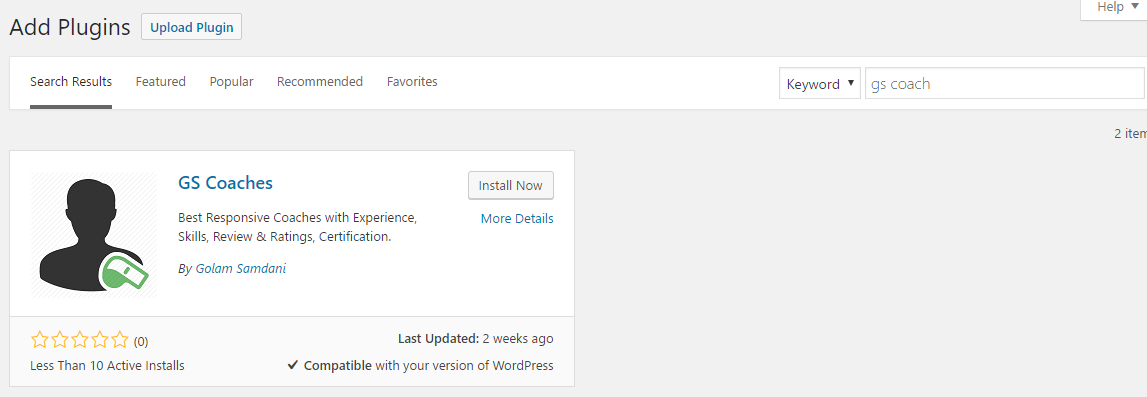 Help ▼
Add Plugins Upload Plugin
Search Results Featured Popular Recommended Favorites Keyword ▼ gs coach
2 item
GS Coaches Install Now
Best Responsive Coaches with Experience, More Details
Skills, Review & Ratings, Certification.
By Golam Samdani
(0) Last Updated: 2 weeks ago
Less Than 10 Active Installs ✔ Compatible with your version of WordPress